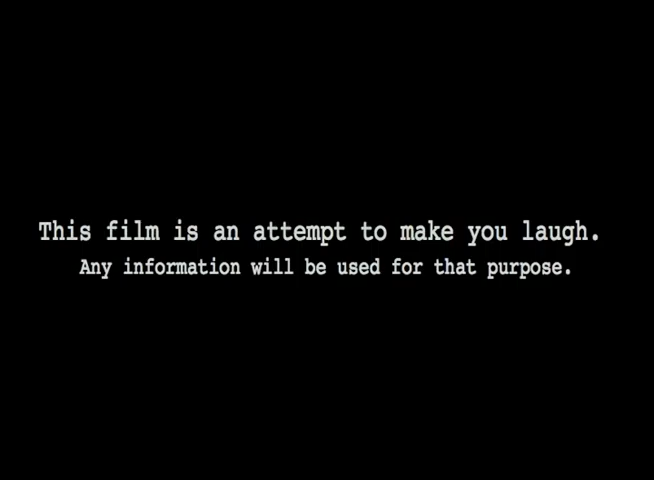 This film is an attempt to make you laugh.
Any information will be used for that purpose.